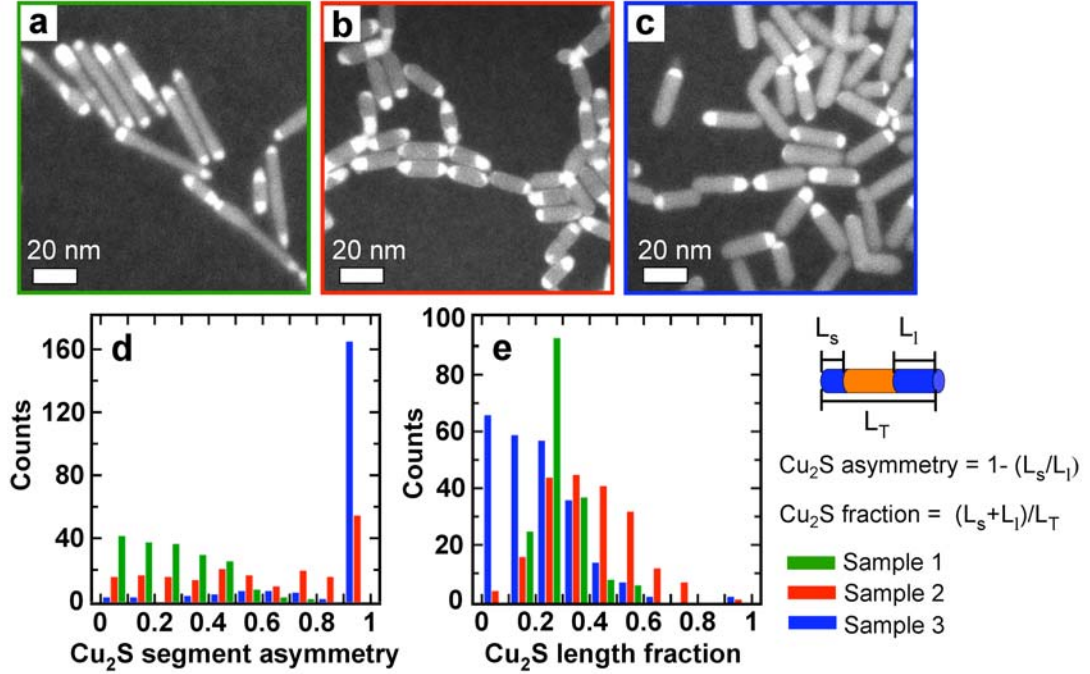 a
b
c
20 nm
20 nm
20 nm
d
160
120
80
40
0
Counts
0 0.2 0.4 0.6 0.8 1
Cu₂S segment asymmetry
e
100
80
60
40
20
0
Counts
0 0.2 0.4 0.6 0.8 1
Cu₂S length fraction
Lₛ Lₗ
L_T
Cu₂S asymmetry = 1- (Lₛ/Lₗ)
Cu₂S fraction = (Lₛ+Lₗ)/L_T
Sample 1
Sample 2
Sample 3